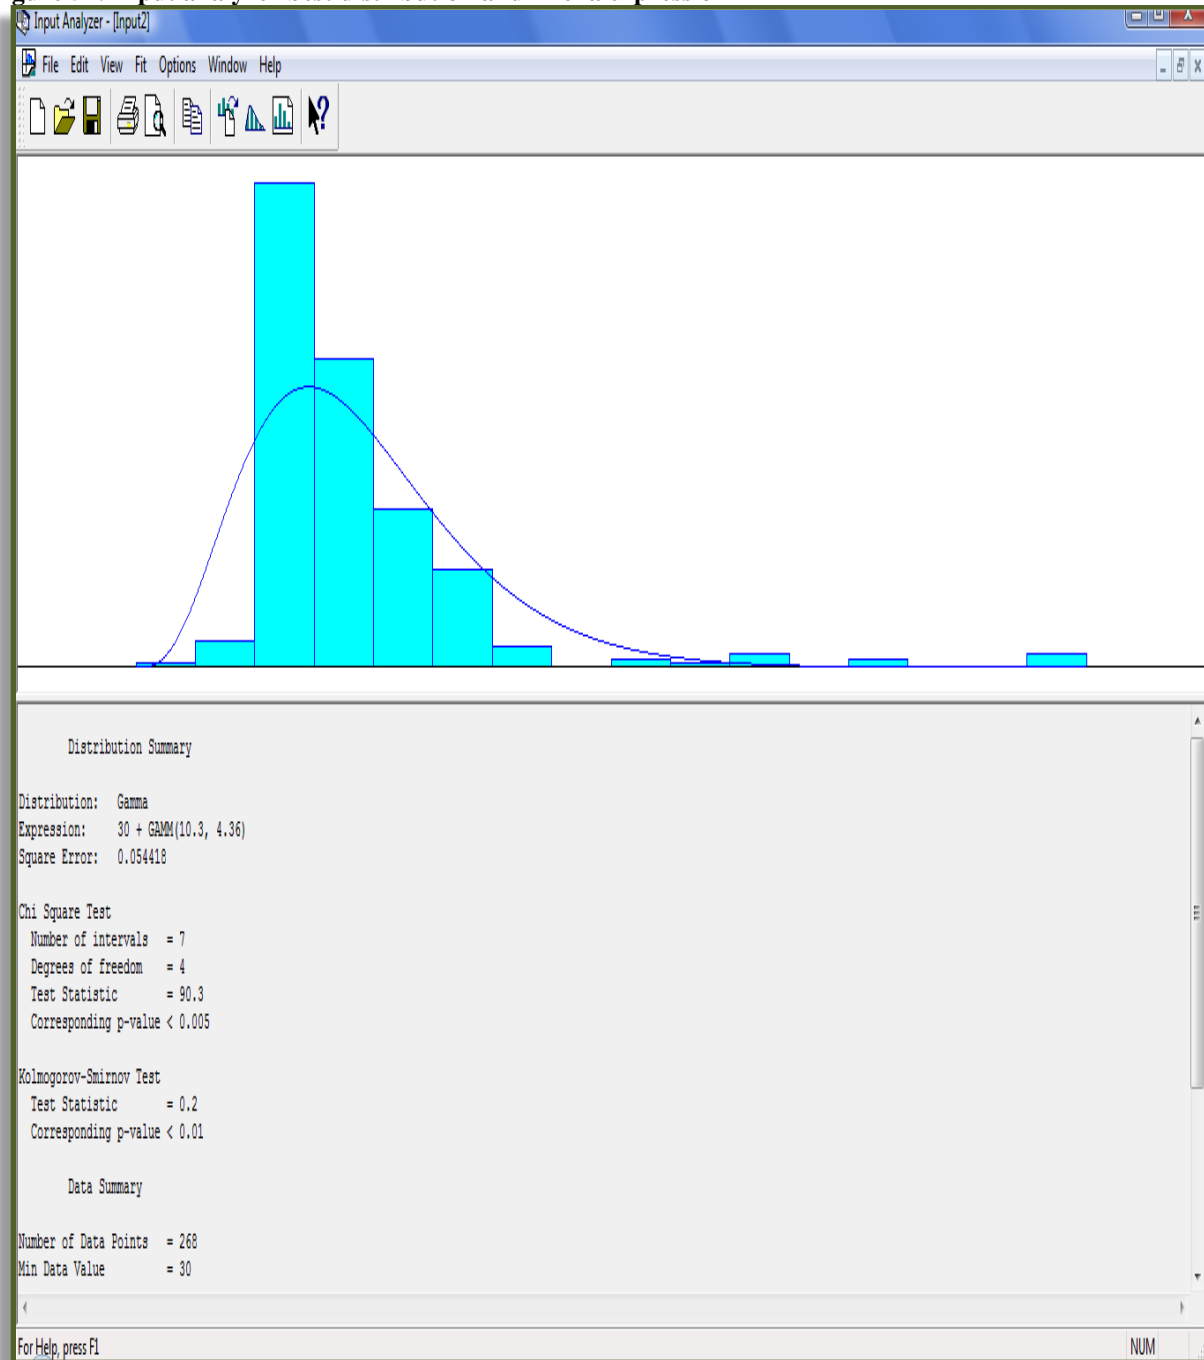 Input Analyzer - [Input2]
File Edit View Fit Options Window Help
Distribution Summary
Distribution: Gamma
Expression: 30 + GAMM(10.3, 4.36)
Square Error: 0.054418
Chi Square Test
Number of intervals = 7
Degrees of freedom = 4
Test Statistic = 90.3
Corresponding p-value < 0.005
Kolmogorov-Smirnov Test
Test Statistic = 0.2
Corresponding p-value < 0.01
Data Summary
Number of Data Points = 268
Min Data Value = 30
For Help, press F1
NUM